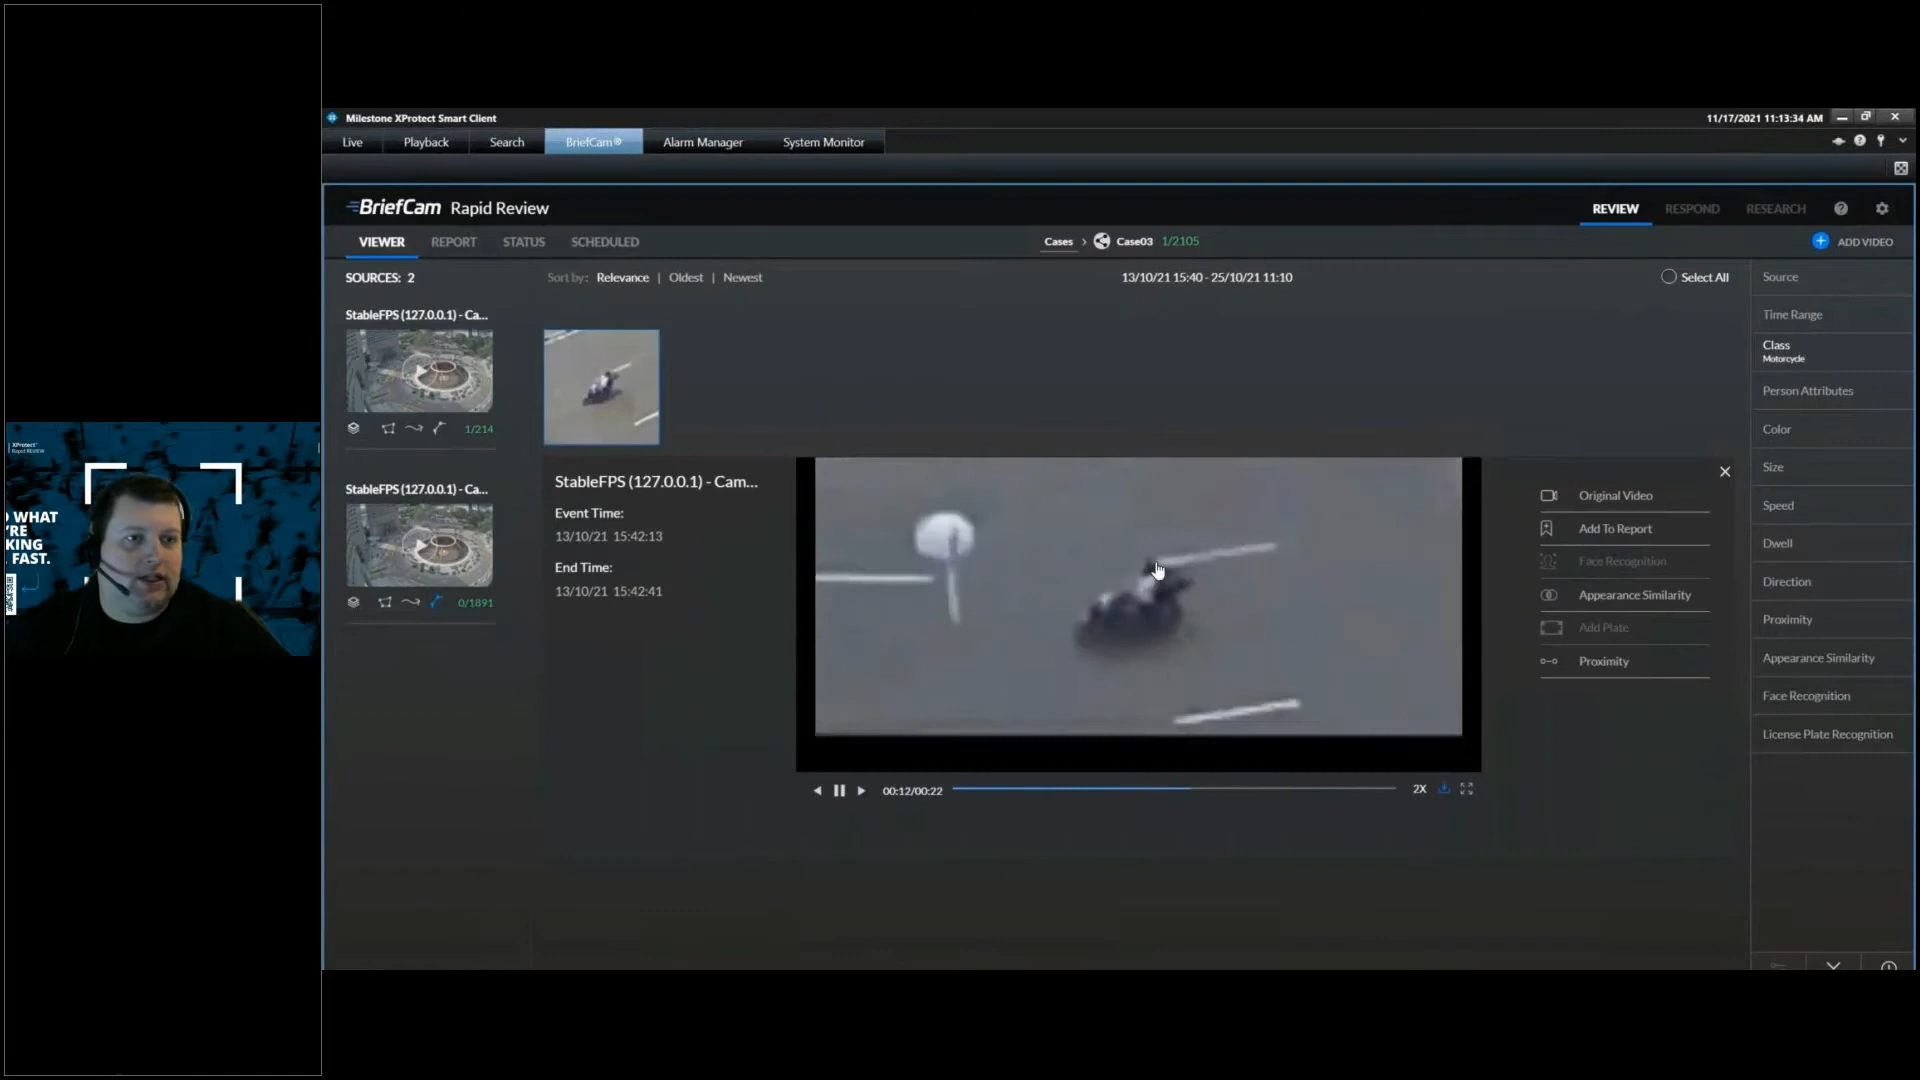 XProtect®
Rapid REVIEW
D WHAT
'RE
KING
FAST.
Milestone XProtect Smart Client
11/17/2021 11:13:34 AM
Live
Playback
Search
BriefCam®
Alarm Manager
System Monitor
BriefCam Rapid Review
REVIEW
RESPOND
RESEARCH
VIEWER
REPORT
STATUS
SCHEDULED
Cases > Case03 1/2105
ADD VIDEO
SOURCES: 2
Sort by: Relevance | Oldest | Newest
13/10/21 15:40 - 25/10/21 11:10
Select All
StableFPS (127.0.0.1) - Ca...
1/214
StableFPS (127.0.0.1) - Ca...
0/1891
StableFPS (127.0.0.1) - Cam...
Event Time:
13/10/21 15:42:13
End Time:
13/10/21 15:42:41
00:12/00:22
2X
Original Video
Add To Report
Face Recognition
Appearance Similarity
Add Plate
Proximity
Source
Time Range
Class
Motorcycle
Person Attributes
Color
Size
Speed
Dwell
Direction
Proximity
Appearance Similarity
Face Recognition
License Plate Recognition